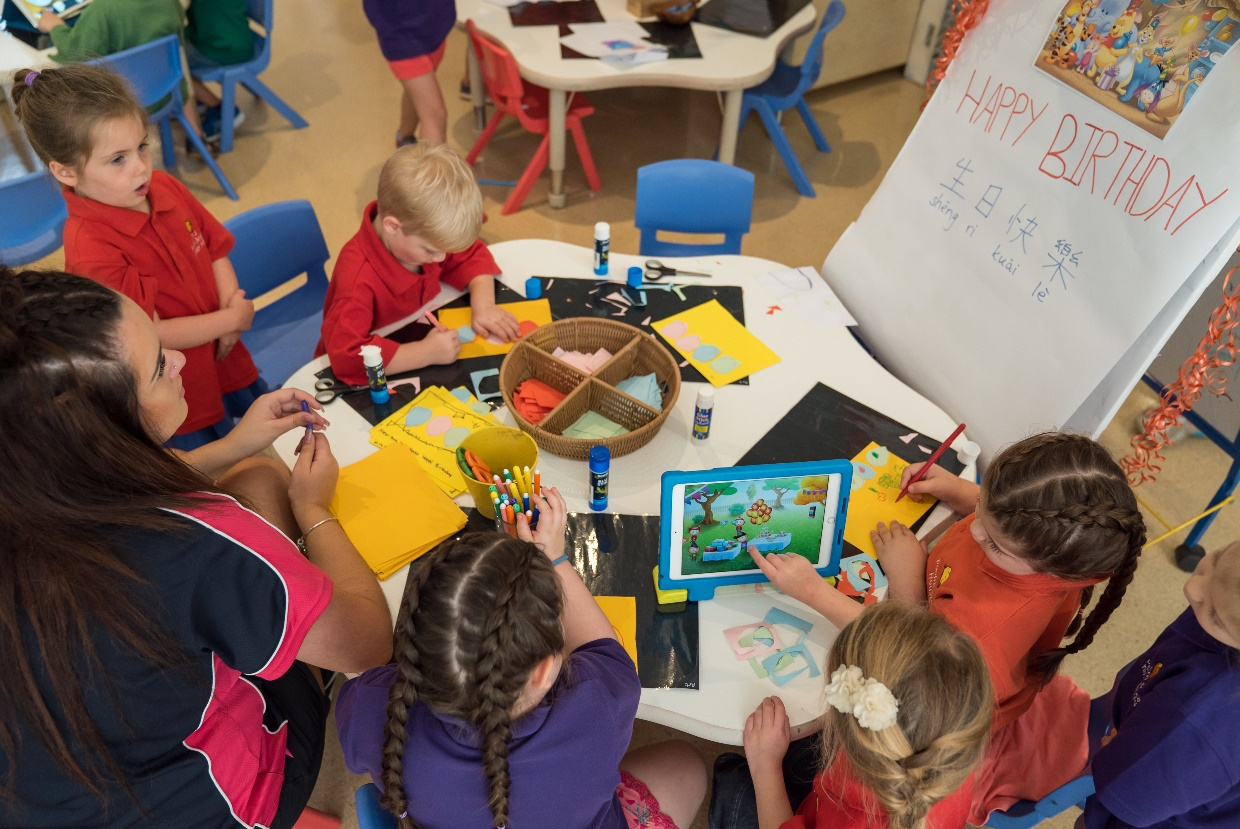 HAPPY BIRTHDAY
生日快樂
shēng rì kuài lè